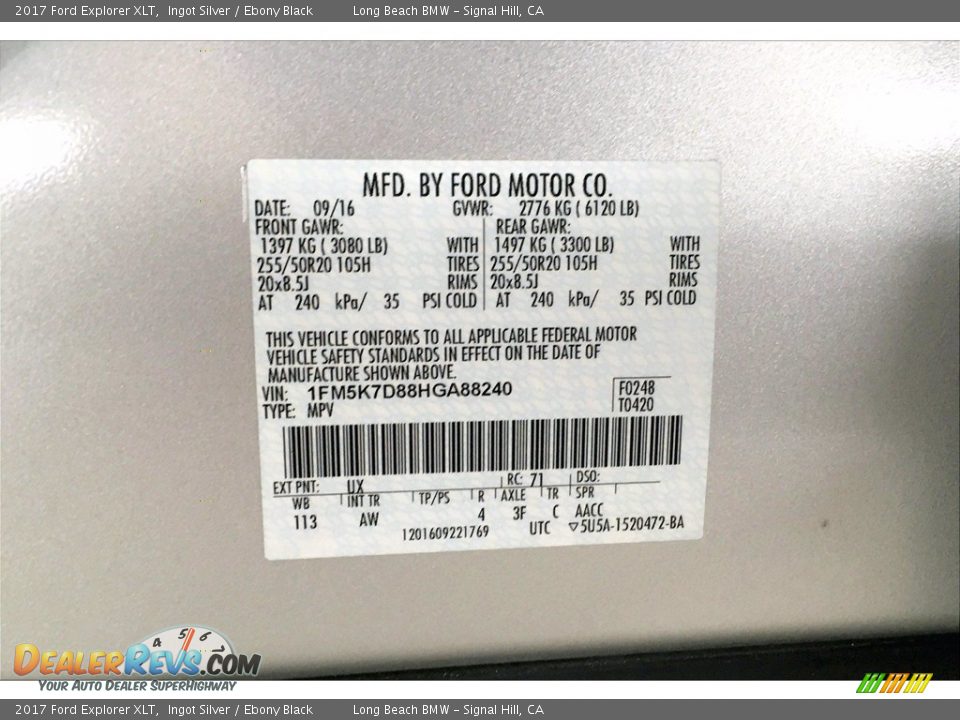 2017 Ford Explorer XLT, Ingot Silver / Ebony Black Long Beach BMW - Signal Hill, CA
MFD. BY FORD MOTOR CO.
DATE: 09/16 GVWR: 2776 KG ( 6120 LB)
FRONT GAWR: REAR GAWR:
1397 KG ( 3080 LB) WITH 1497 KG ( 3300 LB) WITH
255/50R20 105H TIRES 255/50R20 105H TIRES
20x8.5J RIMS 20x8.5J RIMS
AT 240 kPa/ 35 PSI COLD AT 240 kPa/ 35 PSI COLD
THIS VEHICLE CONFORMS TO ALL APPLICABLE FEDERAL MOTOR
VEHICLE SAFETY STANDARDS IN EFFECT ON THE DATE OF
MANUFACTURE SHOWN ABOVE.
VIN: 1FM5K7D88HGA88240 F0248
TYPE: MPV T0420
EXT PNT: UX RC: 71 DSO:
WB INT TR TP/PS R AXLE TR SPR
113 AW 4 3F C AACC
1201609221769 UTC ▽5U5A-1520472-BA
4 5 6
DEALERREVS.COM
YOUR AUTO DEALER SUPERHIGHWAY
2017 Ford Explorer XLT, Ingot Silver / Ebony Black Long Beach BMW - Signal Hill, CA